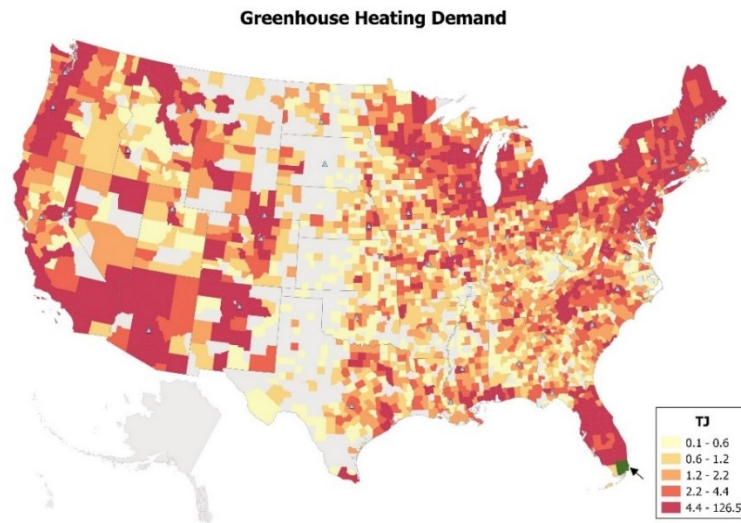 Greenhouse Heating Demand
TJ
0.1 - 0.6
0.6 - 1.2
1.2 - 2.2
2.2 - 4.4
4.4 - 126.5